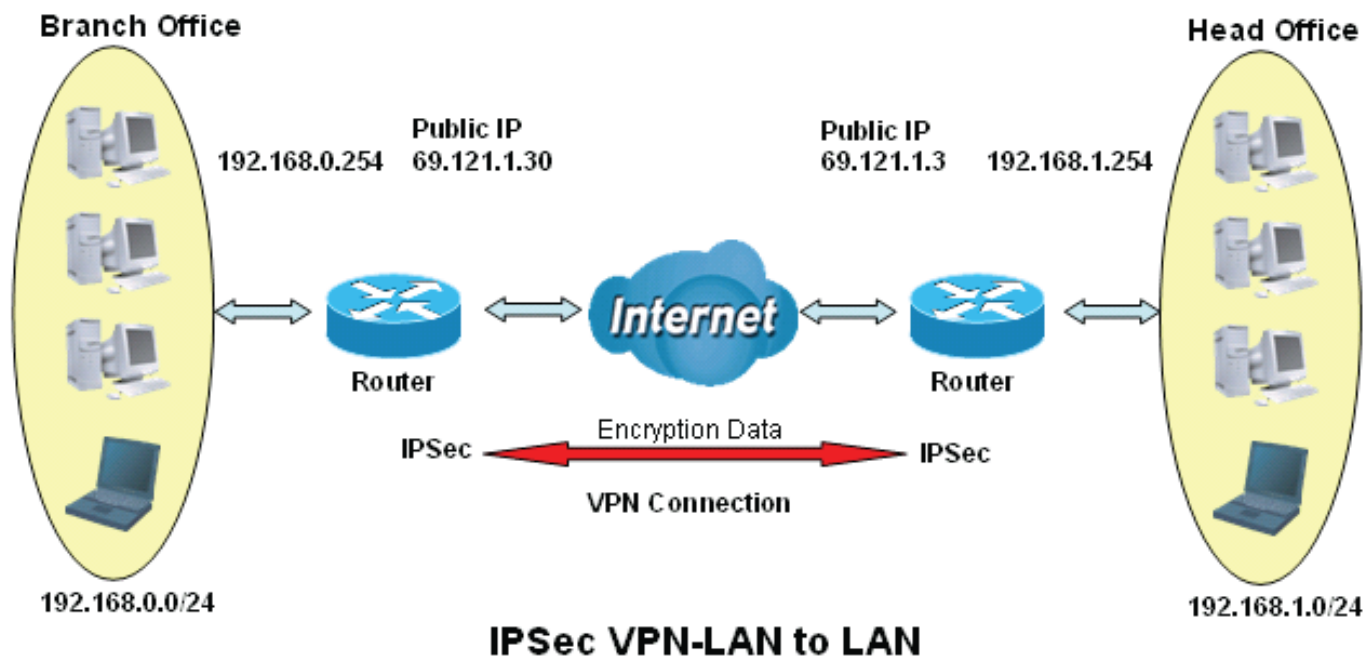 Branch Office
Head Office
Public IP
192.168.0.254 69.121.1.30
Public IP
69.121.1.3 192.168.1.254
Internet
Router
Router
Encryption Data
IPSec
IPSec
VPN Connection
192.168.0.0/24
192.168.1.0/24
IPSec VPN-LAN to LAN